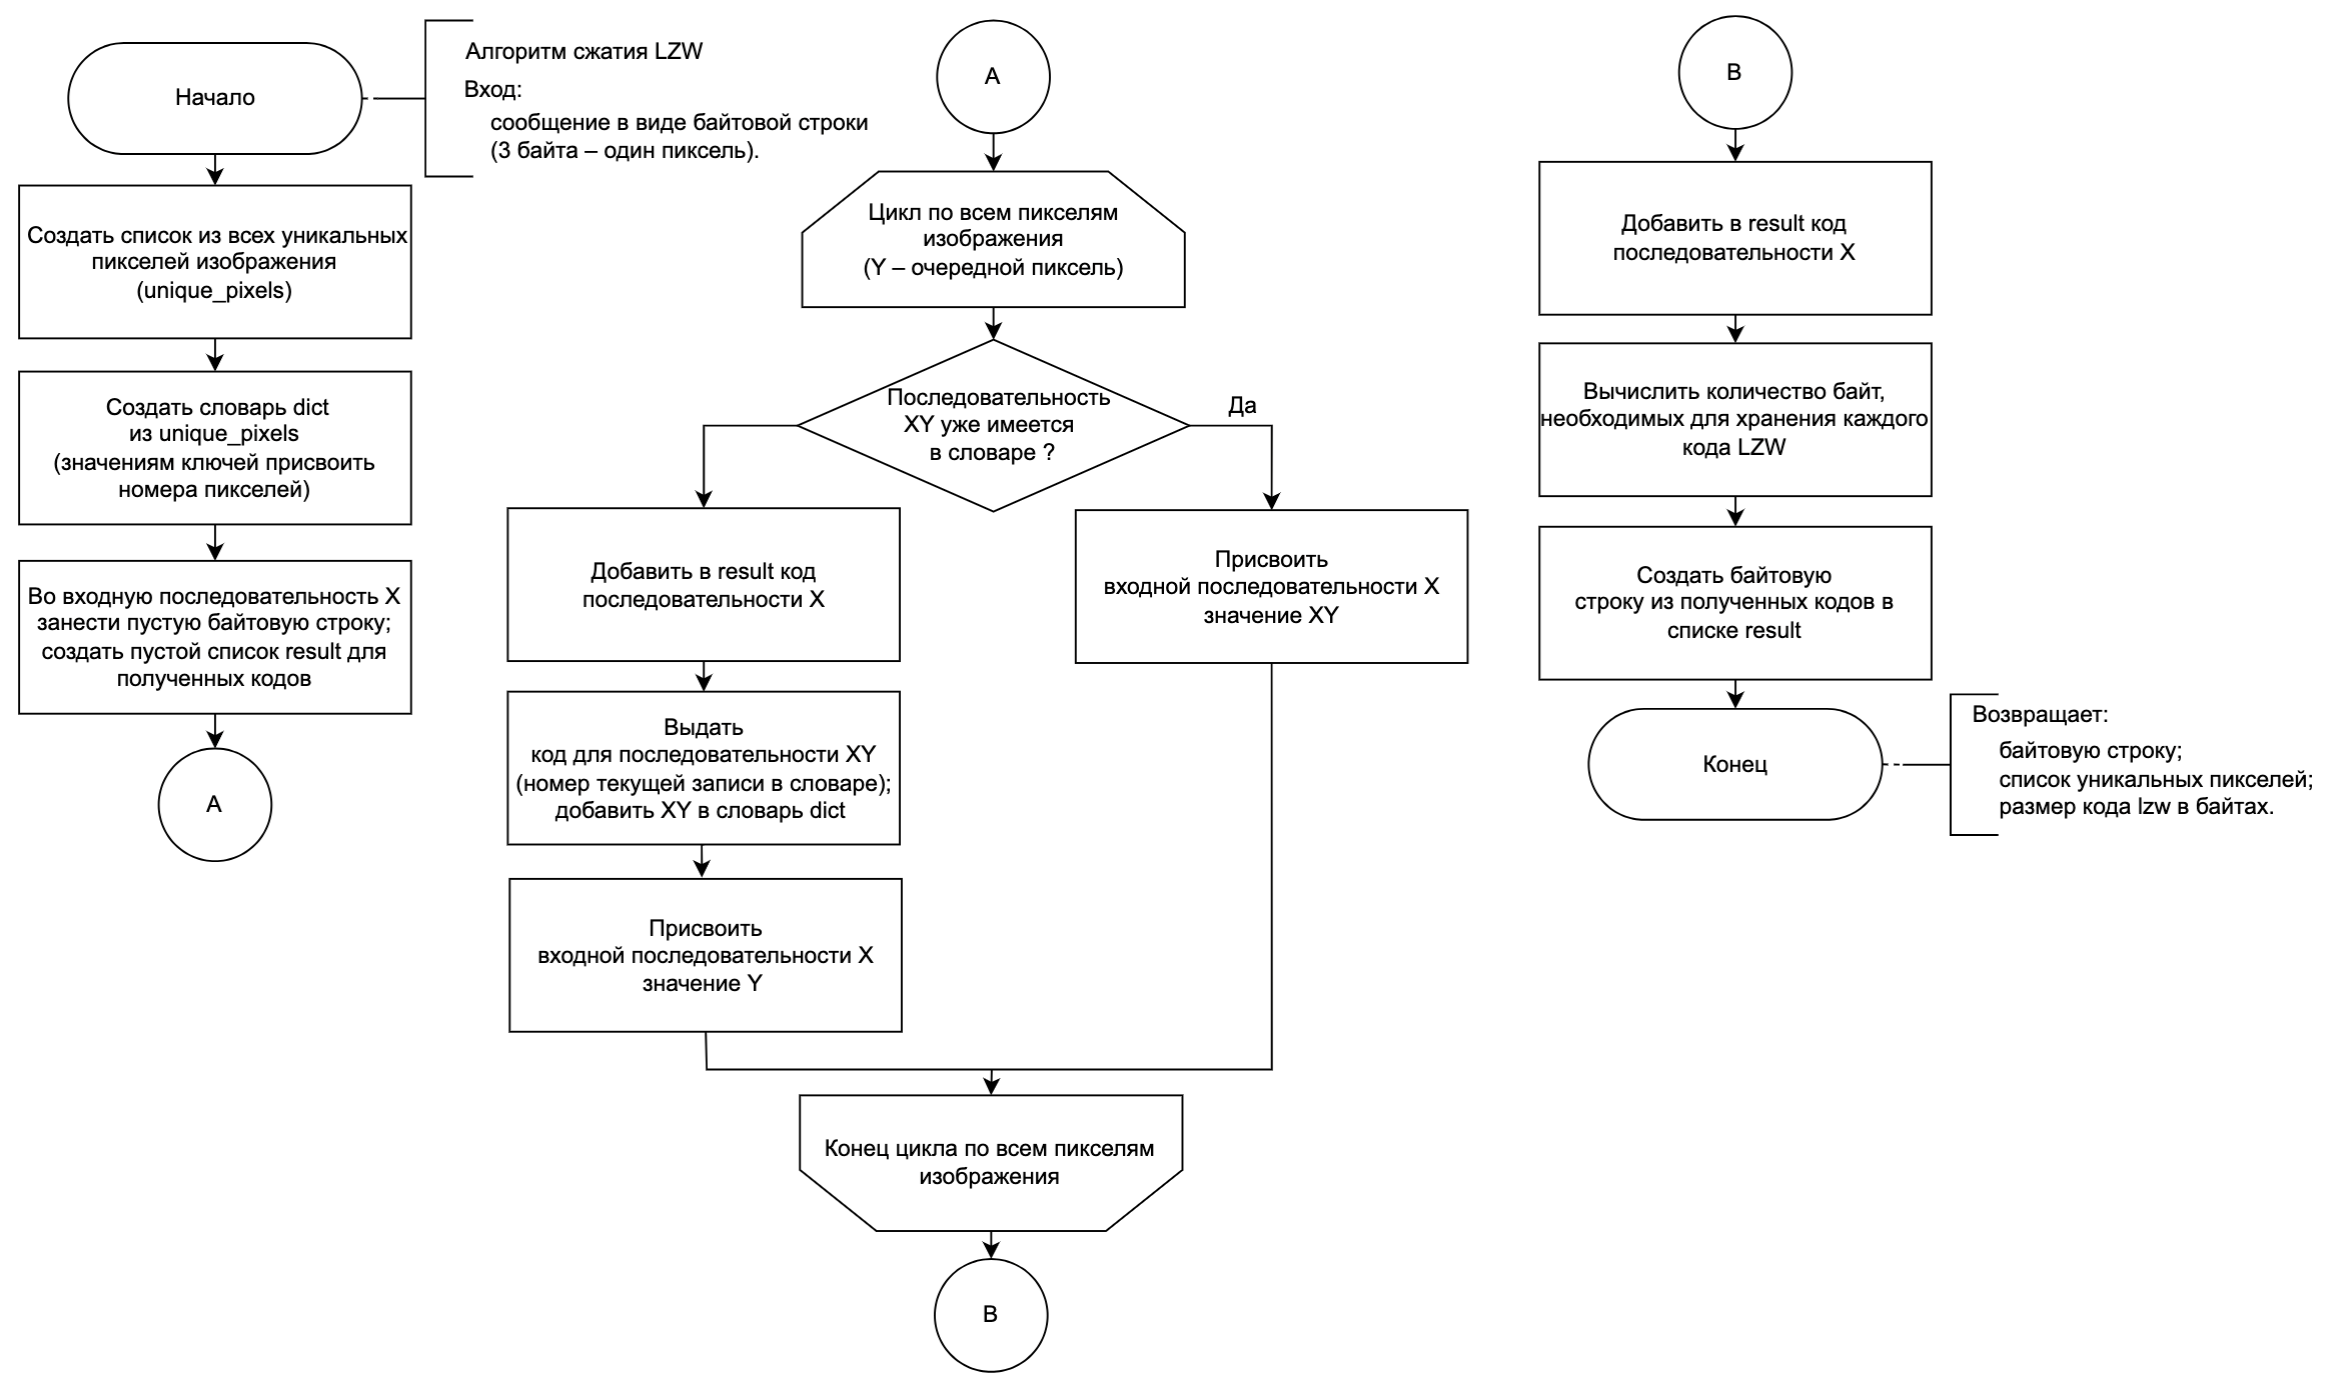 Начало
Алгоритм сжатия LZW
Вход:
сообщение в виде байтовой строки
(3 байта – один пиксель).
Создать список из всех уникальных
пикселей изображения
(unique_pixels)
Создать словарь dict
из unique_pixels
(значениям ключей присвоить
номера пикселей)
Во входную последовательность X
занести пустую байтовую строку;
создать пустой список result для
полученных кодов
A
A
Цикл по всем пикселям
изображения
(Y – очередной пиксель)
Последовательность
XY уже имеется
в словаре ?
Да
Добавить в result код
последовательности X
Выдать
код для последовательности XY
(номер текущей записи в словаре);
добавить XY в словарь dict
Присвоить
входной последовательности X
значение Y
Присвоить
входной последовательности X
значение XY
Конец цикла по всем пикселям
изображения
B
B
Добавить в result код
последовательности X
Вычислить количество байт,
необходимых для хранения каждого
кода LZW
Создать байтовую
строку из полученных кодов в
списке result
Конец
Возвращает:
байтовую строку;
список уникальных пикселей;
размер кода lzw в байтах.